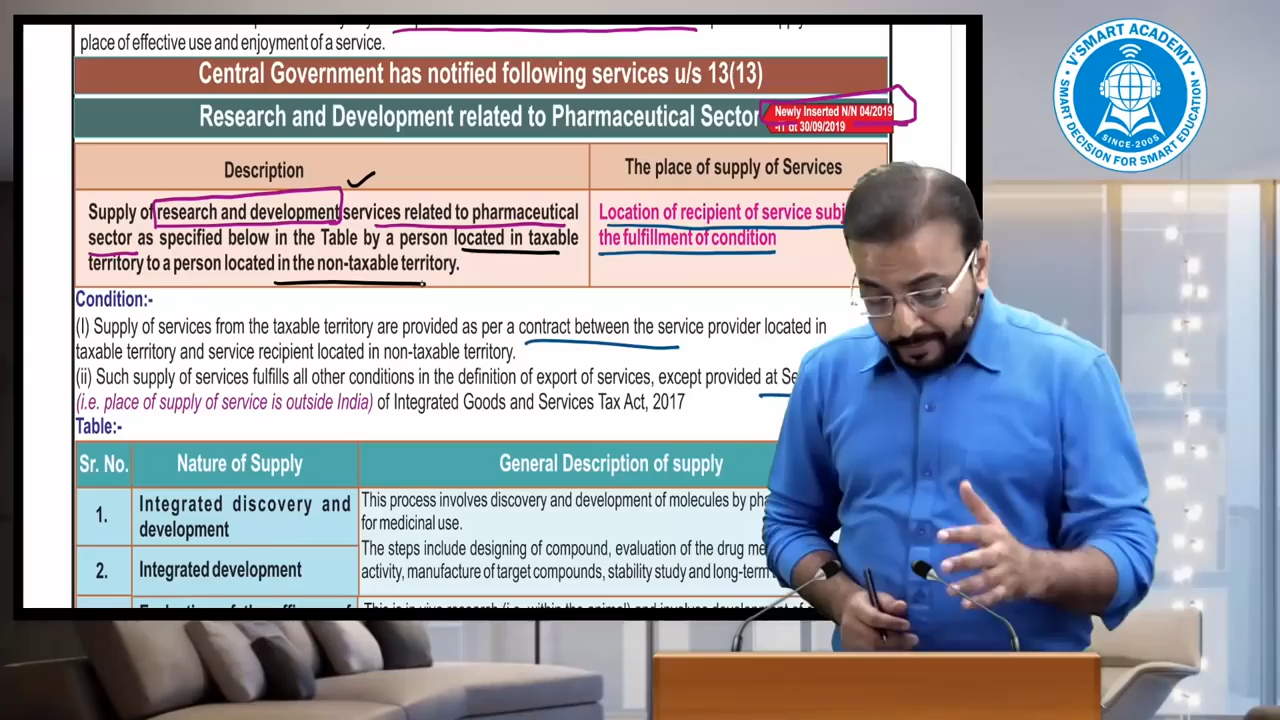 place of effective use and enjoyment of a service.
Central Government has notified following services u/s 13(13)
Research and Development related to Pharmaceutical Sector
Newly Inserted N/N 04/2019
dt 30/09/2019
Description
The place of supply of Services
Supply of research and development services related to pharmaceutical
sector as specified below in the Table by a person located in taxable
territory to a person located in the non-taxable territory.
Location of recipient of service
the fulfillment of condition
Condition:-
(I) Supply of services from the taxable territory are provided as per a contract between the service provider located in
taxable territory and service recipient located in non-taxable territory.
(ii) Such supply of services fulfills all other conditions in the definition of export of services, except provided at
(i.e. place of supply of service is outside India) of Integrated Goods and Services Tax Act, 2017
Table:-
Sr. No.
Nature of Supply
General Description of supply
1.
Integrated discovery and
development
This process involves discovery and development of molecules by
for medicinal use.
2.
Integrated development
The steps include designing of compound, evaluation of the drug
activity, manufacture of target compounds, stability study and long-term
V'SMART ACADEMY
SINCE-2005
SMART DECISION FOR SMART EDUCATION